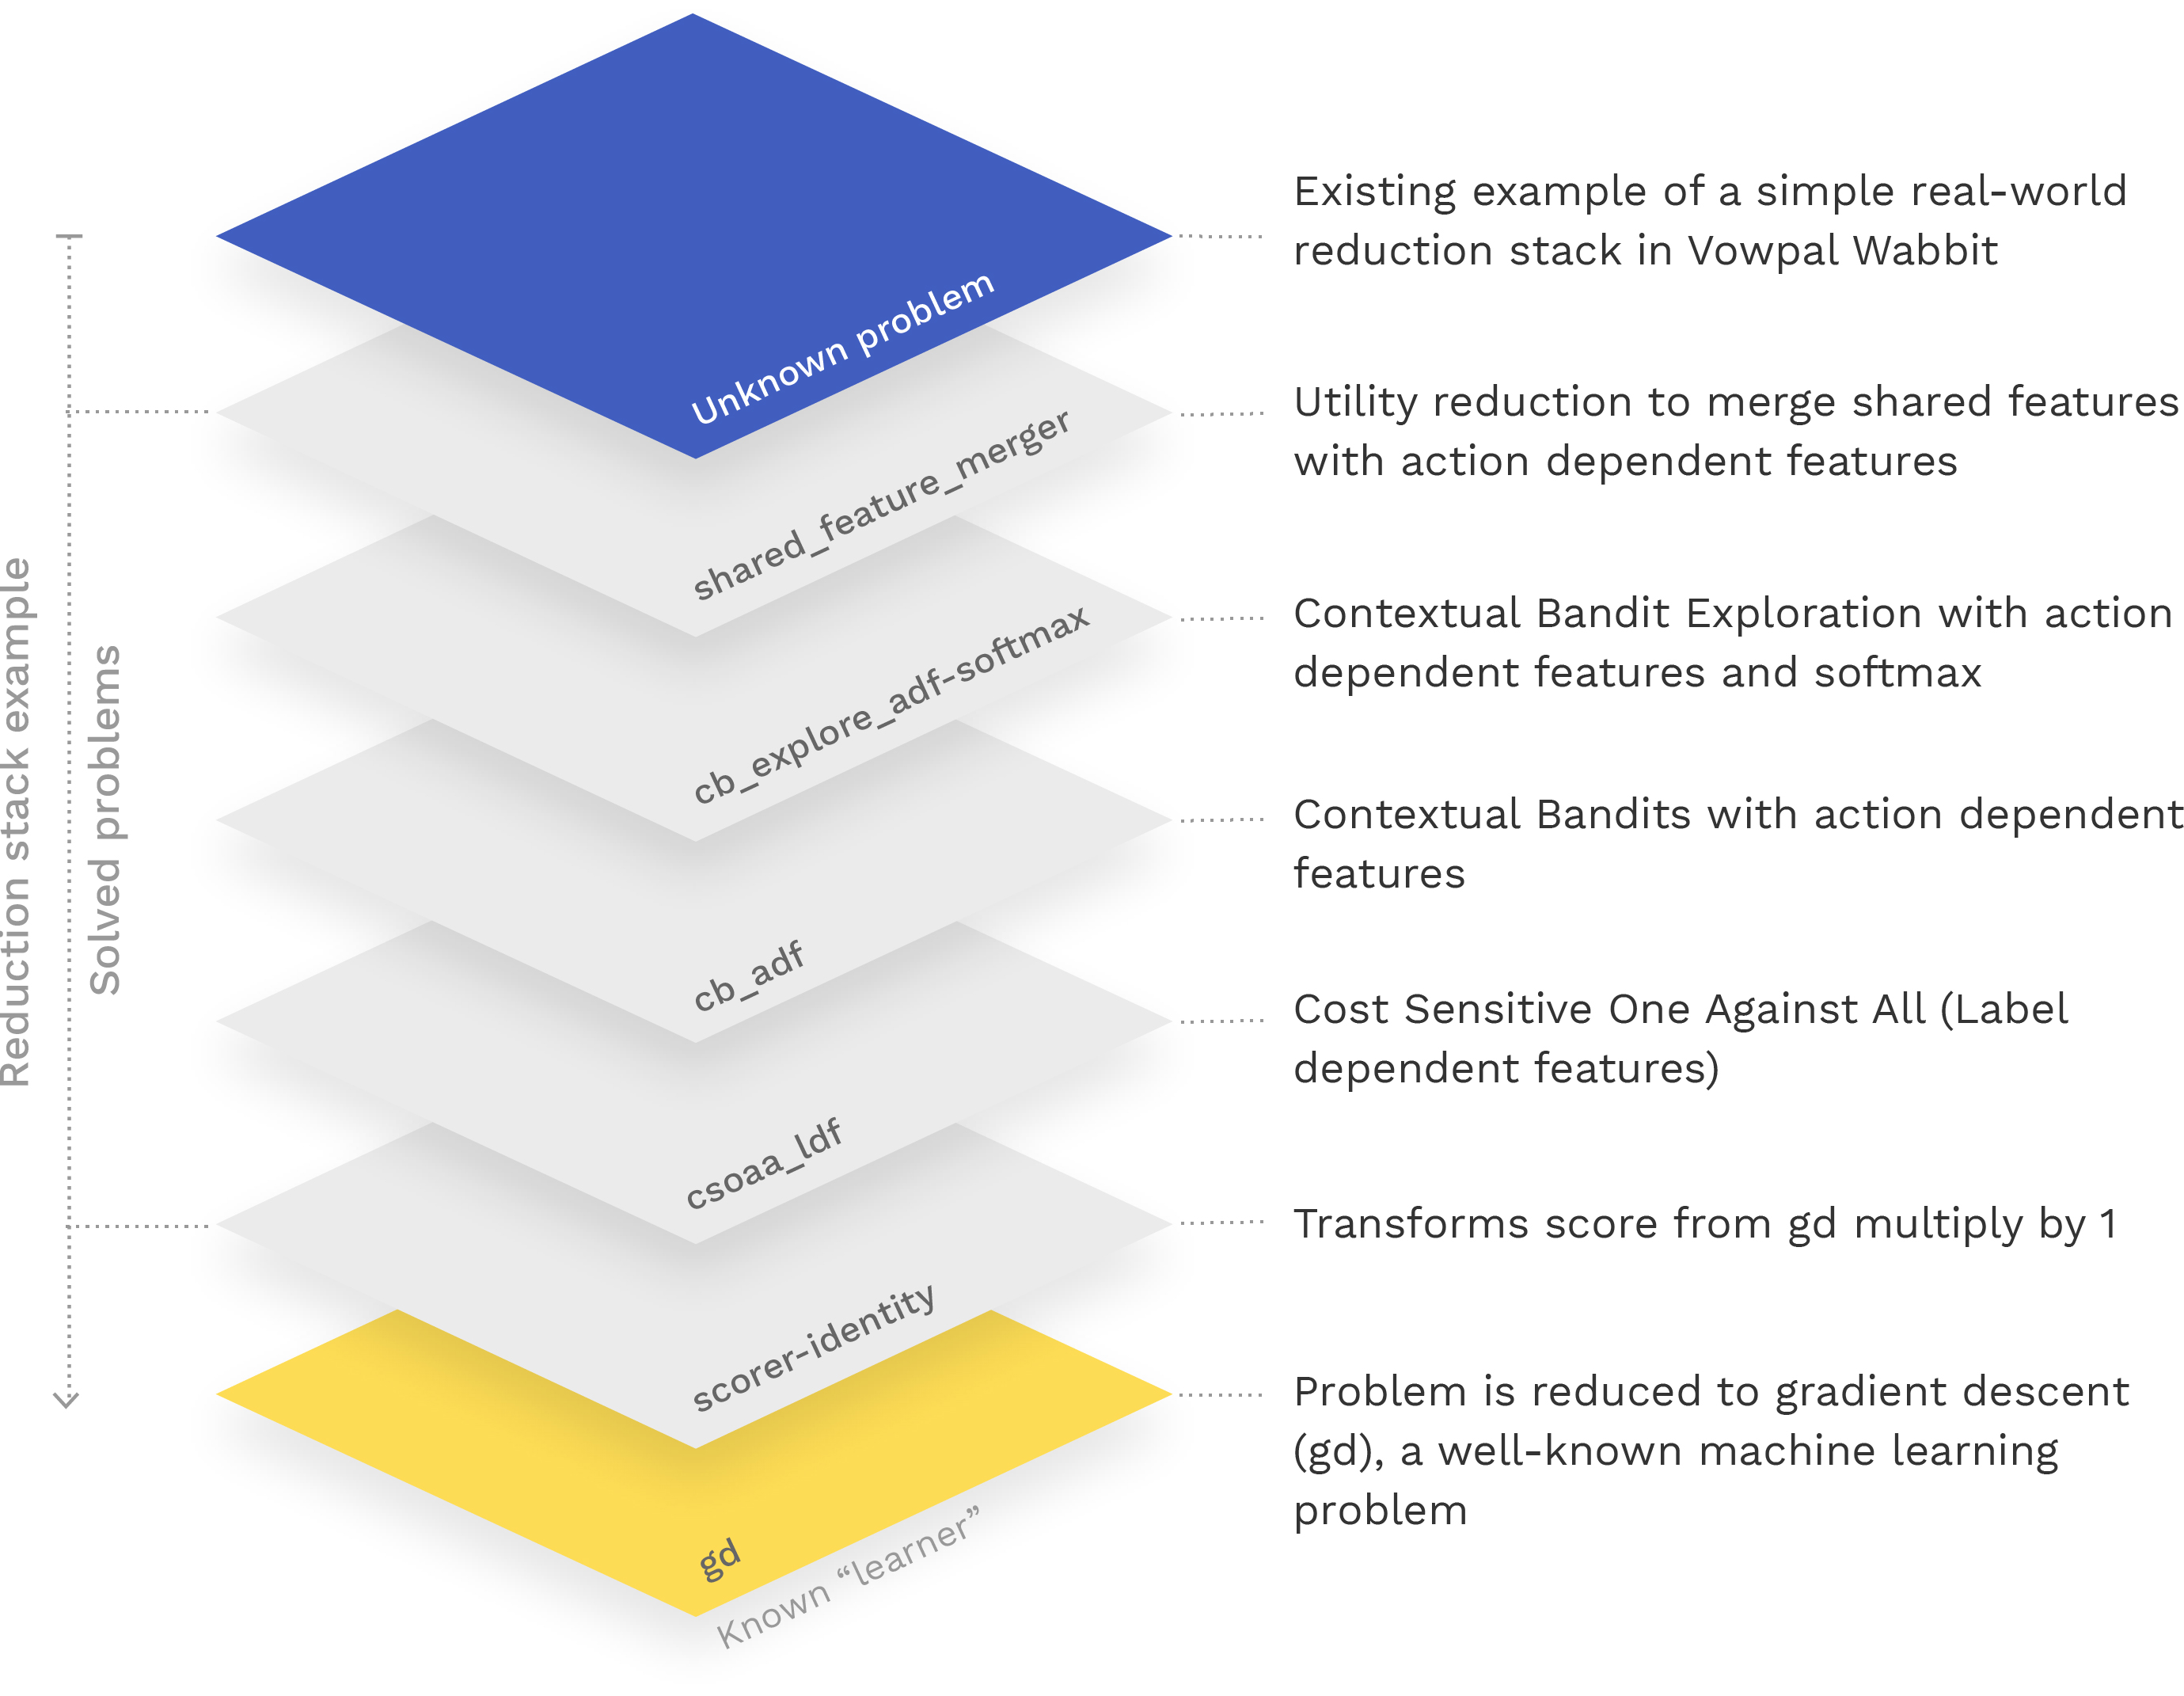 Reduction stack example
Solved problems
Unknown problem
Existing example of a simple real-world
reduction stack in Vowpal Wabbit
shared_feature_merger
Utility reduction to merge shared features
with action dependent features
cb_explore_adf-softmax
Contextual Bandit Exploration with action
dependent features and softmax
cb_adf
Contextual Bandits with action dependent
features
csoaa_ldf
Cost Sensitive One Against All (Label
dependent features)
scorer-identity
Transforms score from gd multiply by 1
gd
Known “learner”
Problem is reduced to gradient descent
(gd), a well-known machine learning
problem